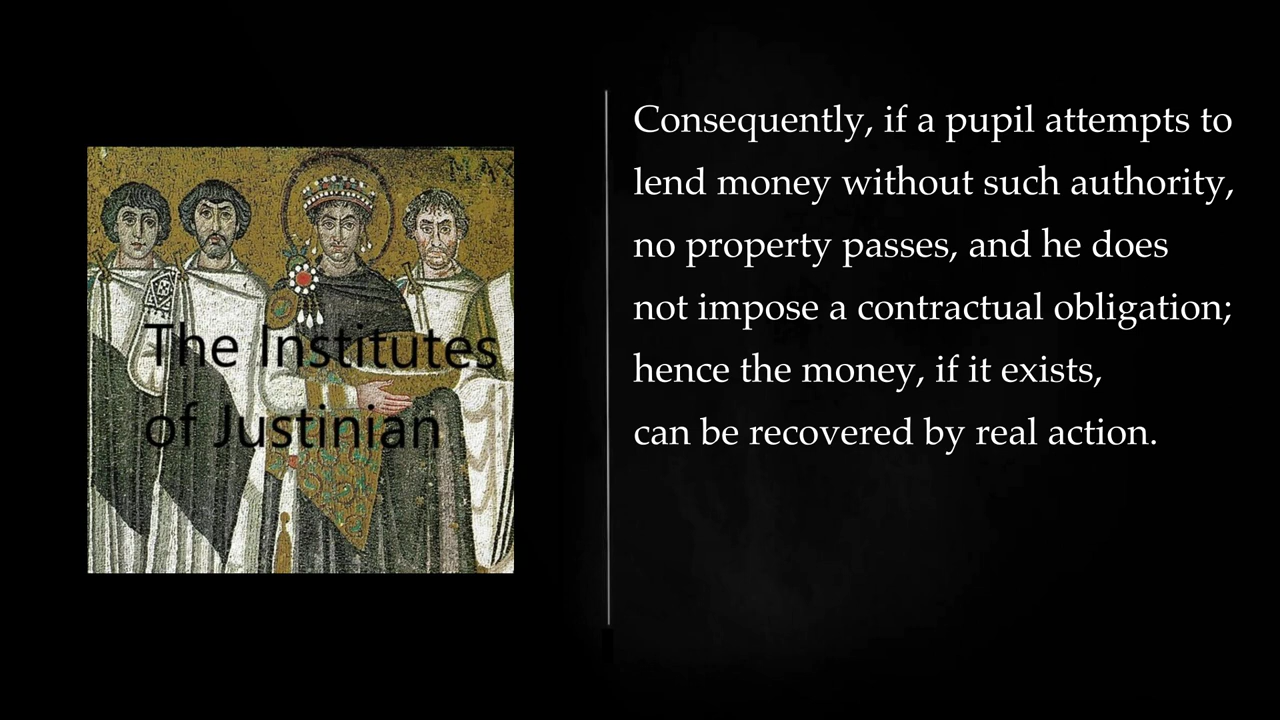 MAX
The Institutes
of Justinian
Consequently, if a pupil attempts to
lend money without such authority,
no property passes, and he does
not impose a contractual obligation;
hence the money, if it exists,
can be recovered by real action.